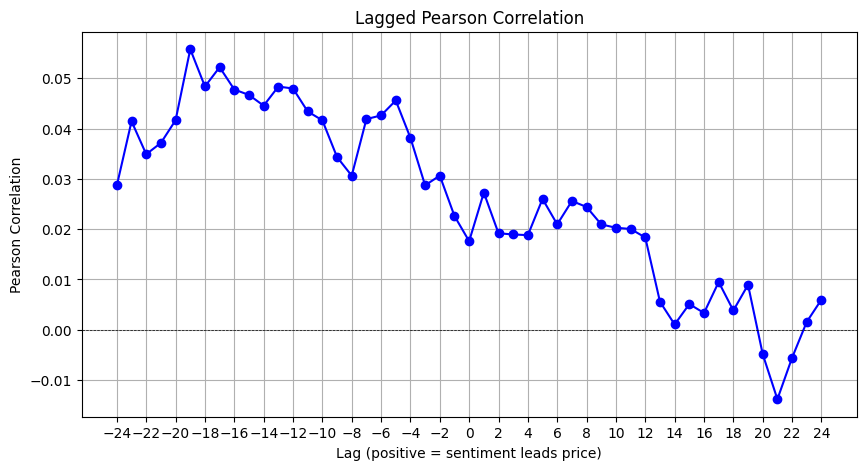 Lagged Pearson Correlation
Pearson Correlation
0.05
0.04
0.03
0.02
0.01
0.00
−0.01
−24 −22 −20 −18 −16 −14 −12 −10 −8 −6 −4 −2 0 2 4 6 8 10 12 14 16 18 20 22 24
Lag (positive = sentiment leads price)